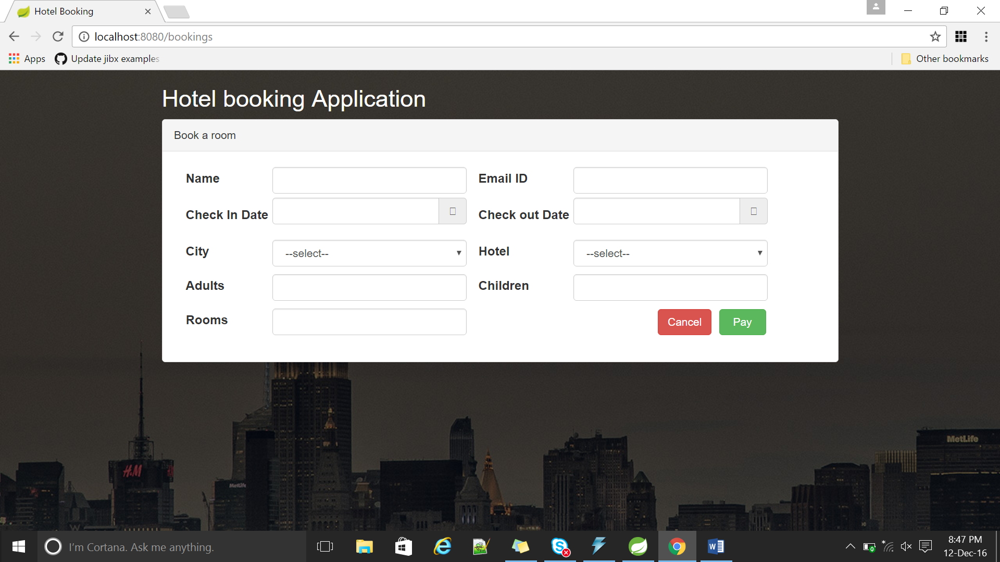 Hotel Booking
localhost:8080/bookings
Apps Update jibx examples Other bookmarks
Hotel booking Application
Book a room
Name Email ID
Check In Date Check out Date
City --select-- Hotel --select--
Adults Children
Rooms Cancel Pay
MetLife
H&M
MetLife
I'm Cortana. Ask me anything.
8:47 PM
12-Dec-16